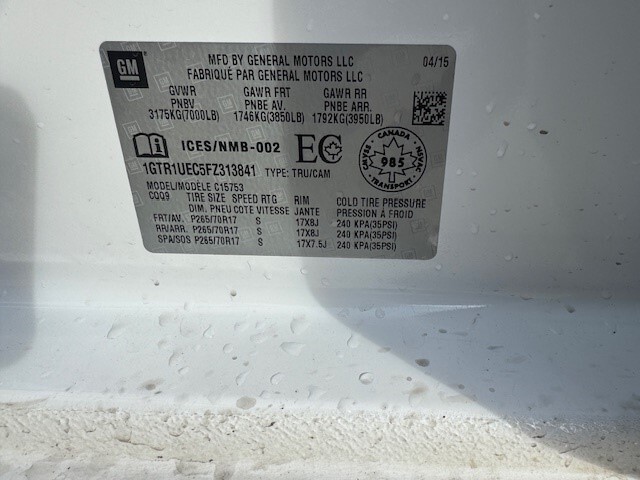 GM
MFD BY GENERAL MOTORS LLC 04/15
FABRIQUÉ PAR GENERAL MOTORS LLC
GVWR GAWR FRT GAWR RR
PNBV PNBE AV. PNBE ARR.
3175KG(7000LB) 1746KG(3850LB) 1792KG(3950LB)
ICES/NMB-002 EC
CANADA
985
TRANSPORT
1GTR1UEC5FZ313841 TYPE: TRU/CAM
MODEL/MODÈLE C15753
CQQ9 TIRE SIZE SPEED RTG RIM COLD TIRE PRESSURE
DIM. PNEU COTE VITESSE JANTE PRESSION À FROID
FRT/AV. P265/70R17 S 17X8J 240 KPA(35PSI)
RR/ARR. P265/70R17 S 17X8J 240 KPA(35PSI)
SPA/SOS P265/70R17 S 17X7.5J 240 KPA(35PSI)